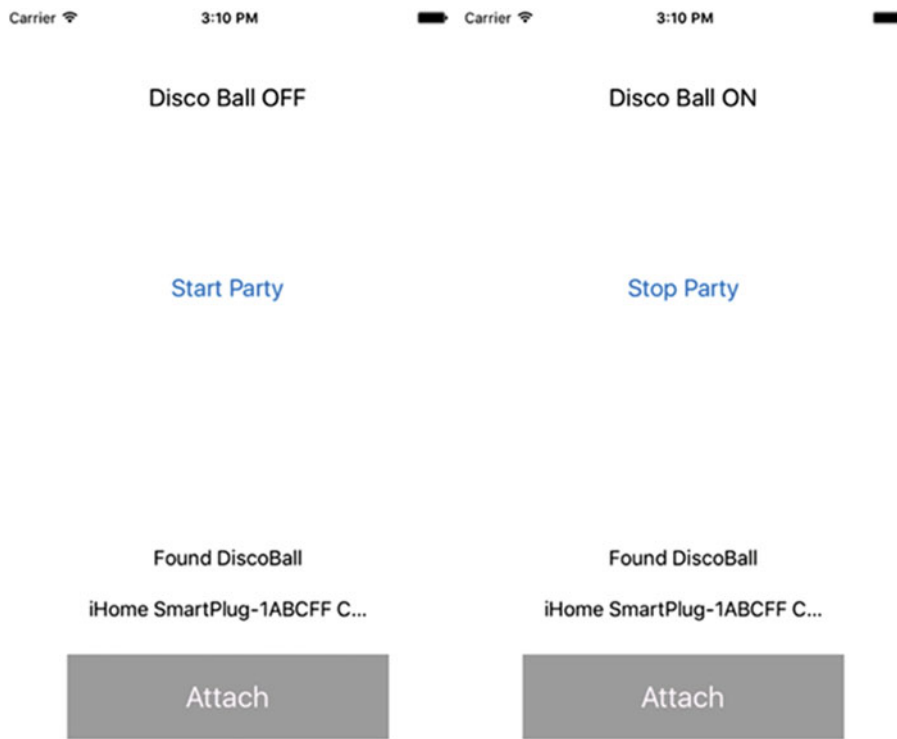 Carrier 3:10 PM
Disco Ball OFF
Start Party
Found DiscoBall
iHome SmartPlug-1ABCFF C...
Attach
Carrier 3:10 PM
Disco Ball ON
Stop Party
Found DiscoBall
iHome SmartPlug-1ABCFF C...
Attach